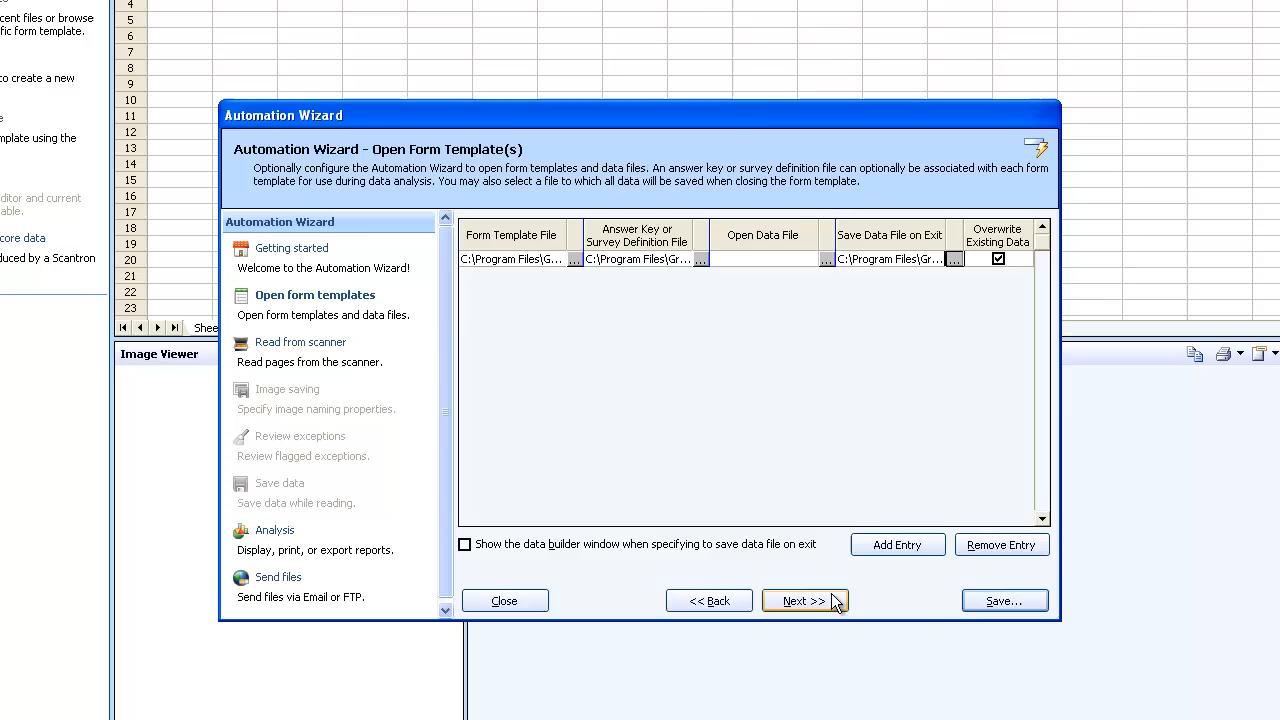 cent files or browse
fic form template.
to create a new
mplate using the
ditor and current
able.
core data
duced by a Scantron
4
5
6
7
8
9
10
11
12
13
14
15
16
17
18
19
20
21
22
23
Shee
Image Viewer
Automation Wizard
Automation Wizard - Open Form Template(s)
Optionally configure the Automation Wizard to open form templates and data files. An answer key or survey definition file can optionally be associated with each form
template for use during data analysis. You may also select a file to which all data will be saved when closing the form template.
Automation Wizard
Getting started
Welcome to the Automation Wizard!
Open form templates
Open form templates and data files.
Read from scanner
Read pages from the scanner.
Image saving
Specify image naming properties.
Review exceptions
Review flagged exceptions.
Save data
Save data while reading.
Analysis
Display, print, or export reports.
Send files
Send files via Email or FTP.
Form Template File
Answer Key or
Survey Definition File
Open Data File
Save Data File on Exit
Overwrite
Existing Data
C:\Program Files\G... ... C:\Program Files\Gr... ... ... C:\Program Files\Gr... ...
Show the data builder window when specifying to save data file on exit
Add Entry
Remove Entry
Close
<< Back
Next >>
Save...